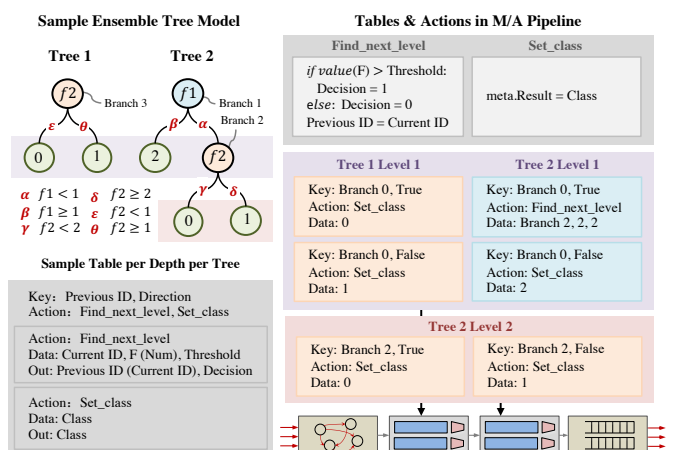 Sample Ensemble Tree Model
Tree 1
Tree 2
f2
Branch 3
f1
Branch 1
Branch 2
ε
θ
β
α
0
1
2
f2
γ
δ
0
1
α f1 < 1 δ f2 ≥ 2
β f1 ≥ 1 ε f2 < 1
γ f2 < 2 θ f2 ≥ 1
Sample Table per Depth per Tree
Key: Previous ID, Direction
Action: Find_next_level, Set_class
Action: Find_next_level
Data: Current ID, F (Num), Threshold
Out: Previous ID (Current ID), Decision
Action: Set_class
Data: Class
Out: Class
Tables & Actions in M/A Pipeline
Find_next_level
if value(F) > Threshold:
Decision = 1
else: Decision = 0
Previous ID = Current ID
Set_class
meta.Result = Class
Tree 1 Level 1
Key: Branch 0, True
Action: Set_class
Data: 0
Key: Branch 0, False
Action: Set_class
Data: 1
Tree 2 Level 1
Key: Branch 0, True
Action: Find_next_level
Data: Branch 2, 2, 2
Key: Branch 0, False
Action: Set_class
Data: 2
Tree 2 Level 2
Key: Branch 2, True
Action: Set_class
Data: 0
Key: Branch 2, False
Action: Set_class
Data: 1